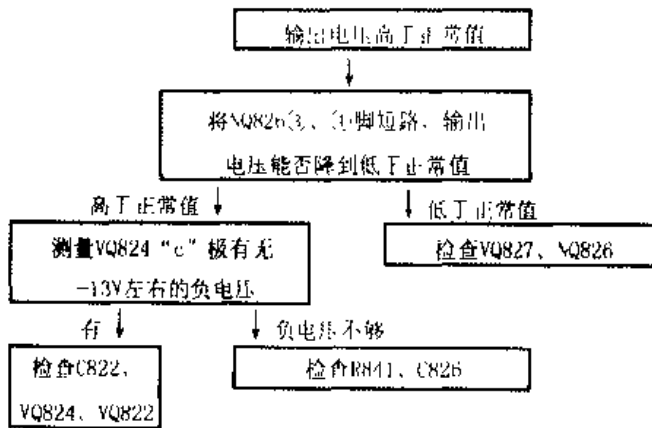 输出电压高于正常值
将NQ826③、④脚短路、输出
电压能否降到低于正常值
高于正常值
低于正常值
测量VQ824“c”极有无
-13V左右的负电压
检查VQ827、NQ826
有
负电压不够
检查C822、
VQ824、VQ822
检查R841、C826